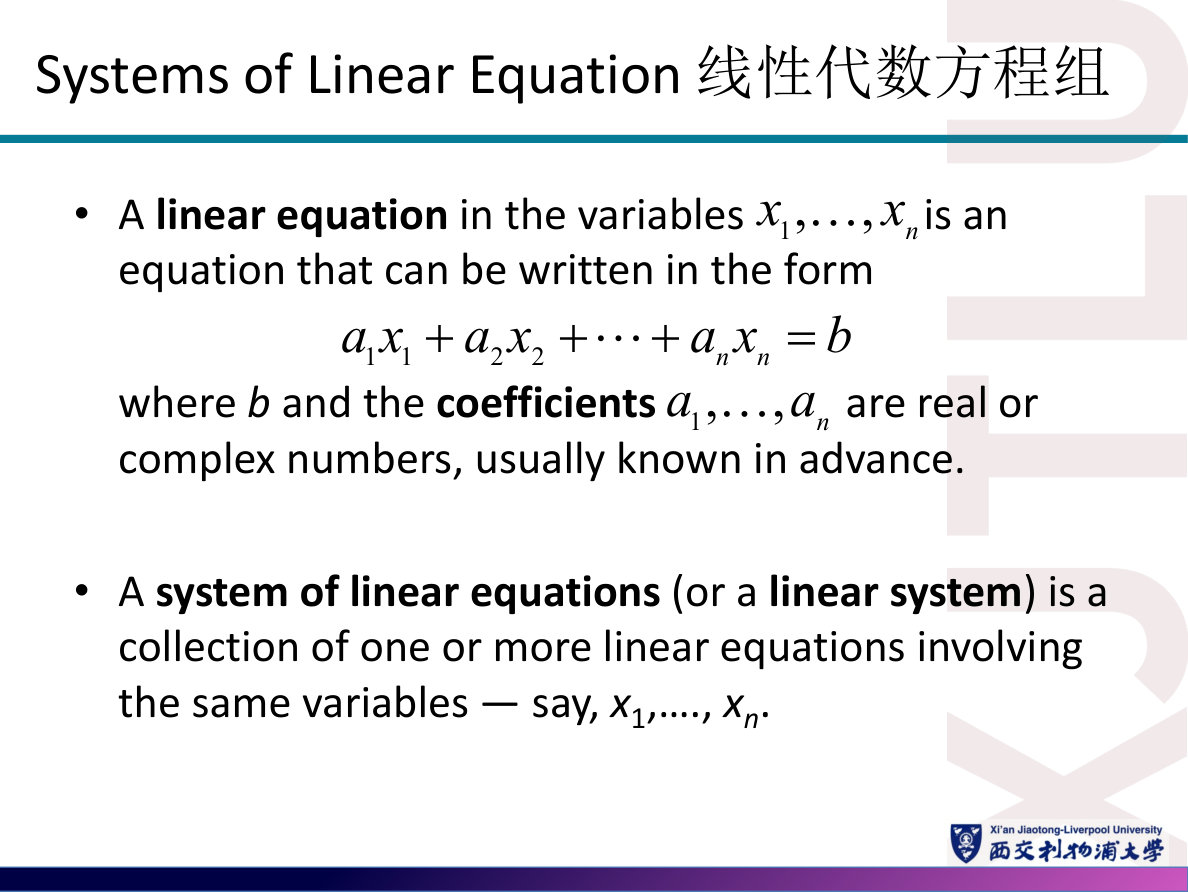 Systems of Linear Equation 线性代数方程组
• A linear equation in the variables x₁,…,xₙ is an
equation that can be written in the form
a₁x₁ + a₂x₂ + ⋯ + aₙxₙ = b
where b and the coefficients a₁,…,aₙ are real or
complex numbers, usually known in advance.
• A system of linear equations (or a linear system) is a
collection of one or more linear equations involving
the same variables — say, x₁,…., xₙ.
XJTLU
Xi'an Jiaotong-Liverpool University
西交利物浦大學